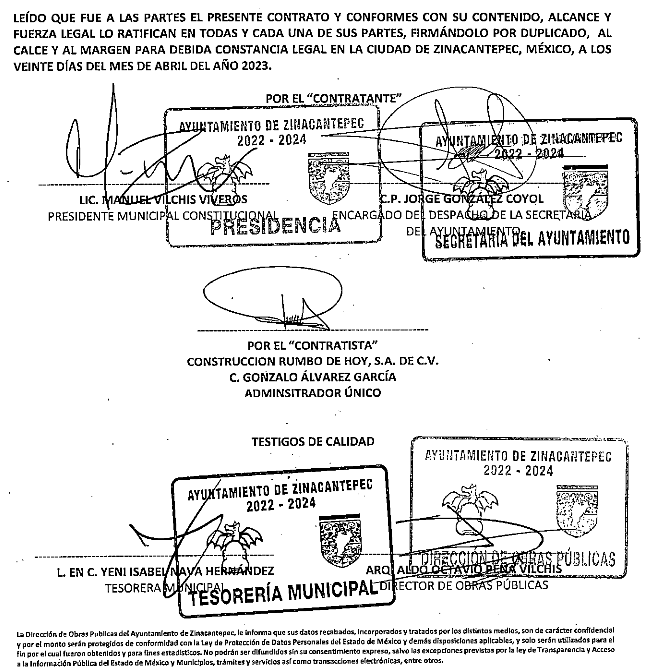 LEÍDO QUE FUE A LAS PARTES EL PRESENTE CONTRATO Y CONFORMES CON SU CONTENIDO, ALCANCE Y
FUERZA LEGAL LO RATIFICAN EN TODAS Y CADA UNA DE SUS PARTES, FIRMÁNDOLO POR DUPLICADO, AL
CALCE Y AL MARGEN PARA DEBIDA CONSTANCIA LEGAL EN LA CIUDAD DE ZINACANTEPEC, MÉXICO, A LOS
VEINTE DÍAS DEL MES DE ABRIL DEL AÑO 2023.
POR EL "CONTRATANTE"
AYUNTAMIENTO DE ZINACANTEPEC
2022 - 2024
PRESIDENCIA
AYUNTAMIENTO DE ZINACANTEPEC
2022 - 2024
SECRETARÍA DEL AYUNTAMIENTO
LIC. MANUEL VILCHIS VIVEROS
PRESIDENTE MUNICIPAL CONSTITUCIONAL
C.P. JORGE GONZÁLEZ COYOL
ENCARGADO DEL DESPACHO DE LA SECRETARIA
DEL AYUNTAMIENTO
POR EL "CONTRATISTA"
CONSTRUCCION RUMBO DE HOY, S.A. DE C.V.
C. GONZALO ÁLVAREZ GARCÍA
ADMINSITRADOR ÚNICO
TESTIGOS DE CALIDAD
AYUNTAMIENTO DE ZINACANTEPEC
2022 - 2024
TESORERÍA MUNICIPAL
AYUNTAMIENTO DE ZINACANTEPEC
2022 - 2024
DIRECCIÓN DE OBRAS PÚBLICAS
L. EN C. YENI ISABEL NAVA HERNÁNDEZ
TESORERA MUNICIPAL
ARQ. ALDO OCTAVIO PEÑA VILCHIS
DIRECTOR DE OBRAS PÚBLICAS
La Dirección de Obras Publicas del Ayuntamiento de Zinacantepec, le informa que sus datos recabados, incorporados y tratados por los distintos medios, son de carácter confidencial
y por el monto serán protegidos de conformidad con la Ley de Protección de Datos Personales del Estado de México y demás disposiciones aplicables, y solo serán utilizados para el
fin por el cual fueron obtenidos y para fines estadísticos. No podrán ser difundidos sin su consentimiento expreso, salvo las excepciones previstas por la ley de Transparencia y Acceso
a la Información Pública del Estado de México y Municipios, trámites y servicios así como transacciones electrónicas, entre otros.